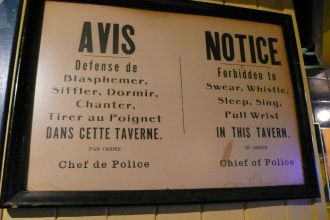 AVIS
Defense de
Blasphemer,
Siffler, Dormir,
Chanter,
Tirer au Poignet
DANS CETTE TAVERNE.
PAR ORDRE
Chef de Police
NOTICE
Forbidden to
Swear, Whistle,
Sleep, Sing,
Pull Wrist
IN THIS TAVERN.
BY ORDER
Chief of Police